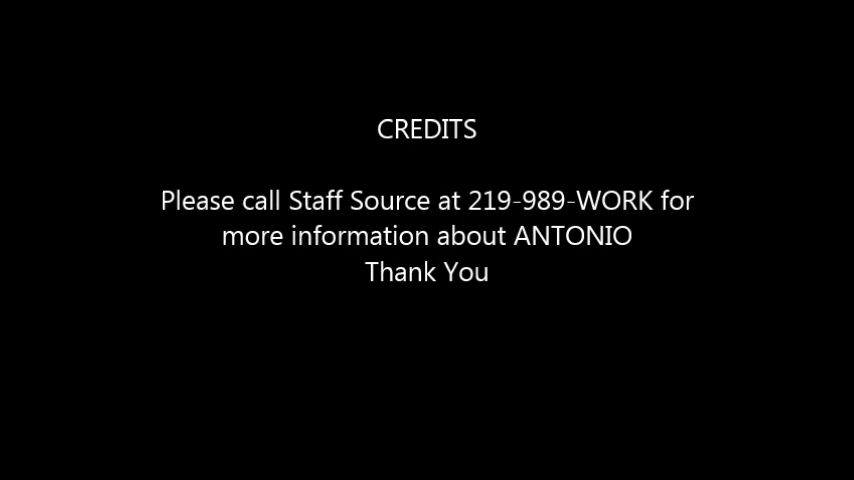 CREDITS
Please call Staff Source at 219-989-WORK for
more information about ANTONIO
Thank You